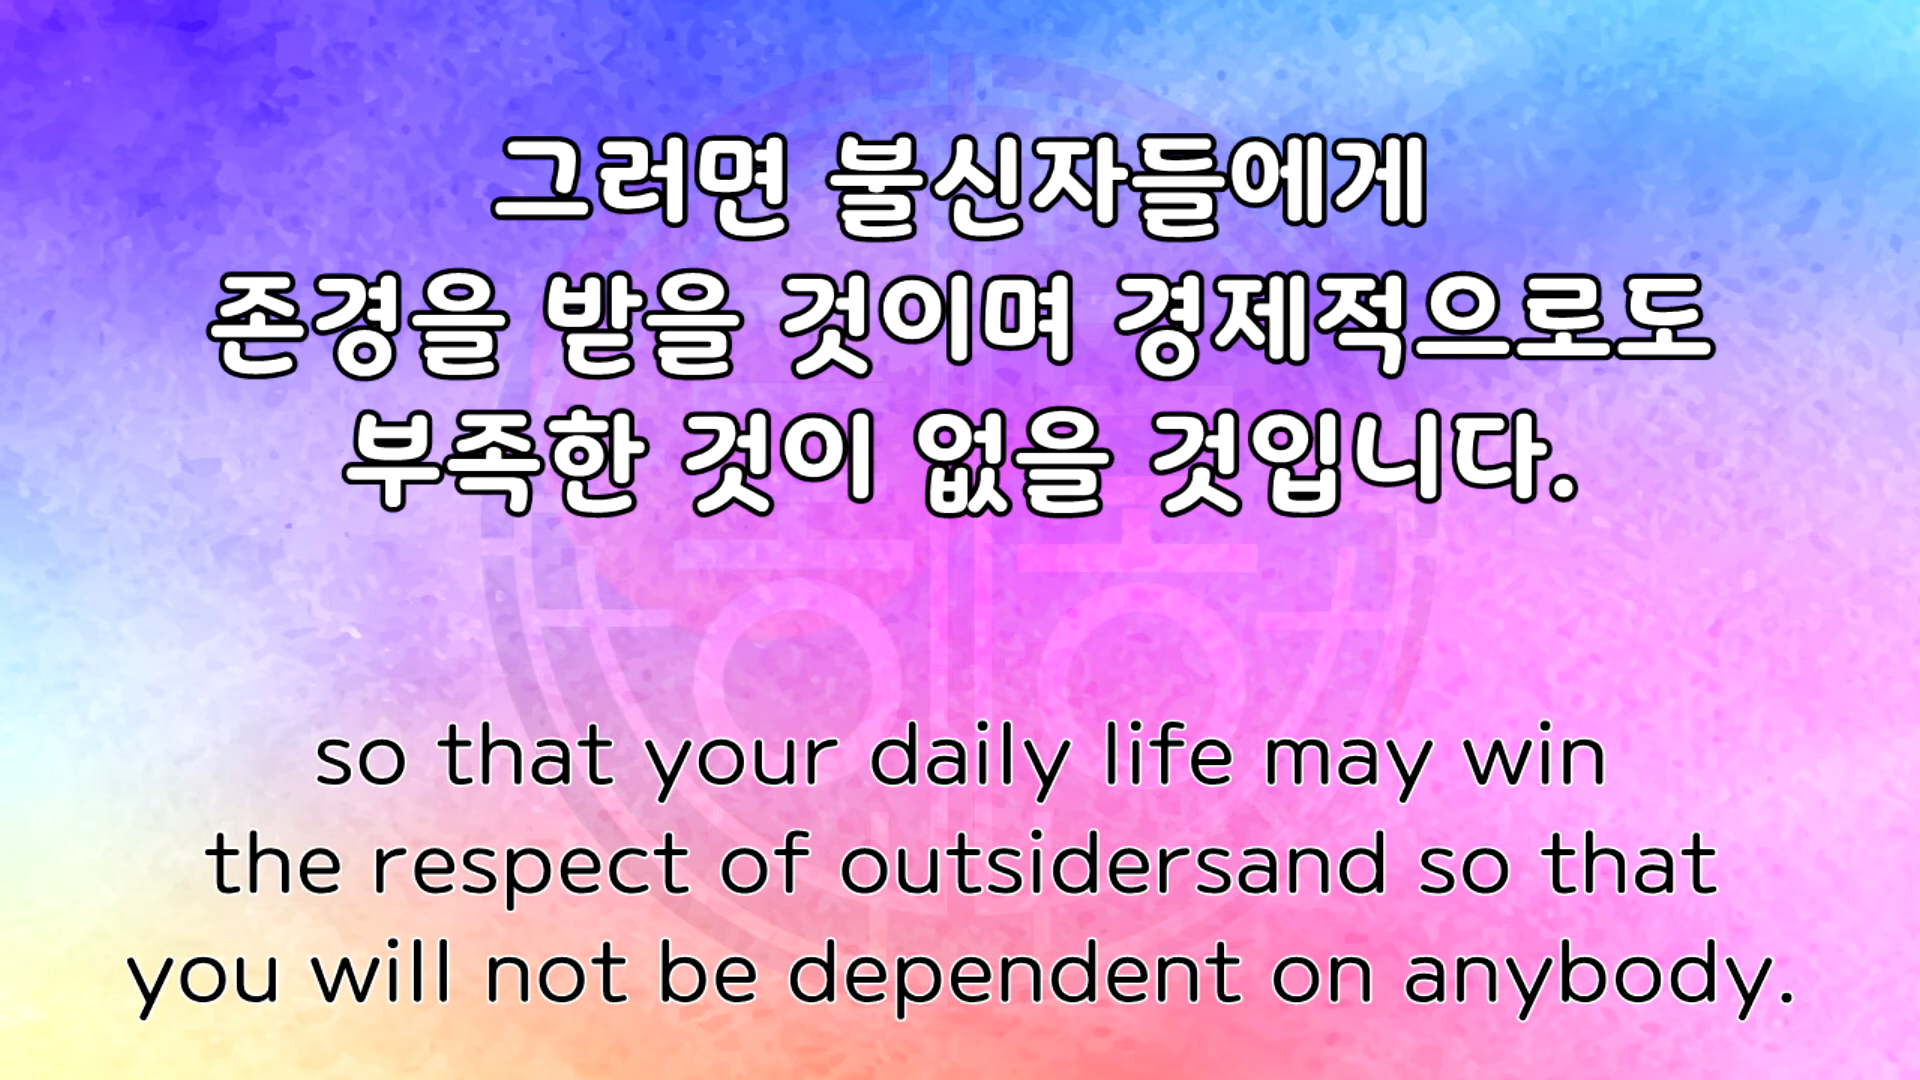 그러면 불신자들에게
존경을 받을 것이며 경제적으로도
부족한 것이 없을 것입니다.
so that your daily life may win
the respect of outsidersand so that
you will not be dependent on anybody.